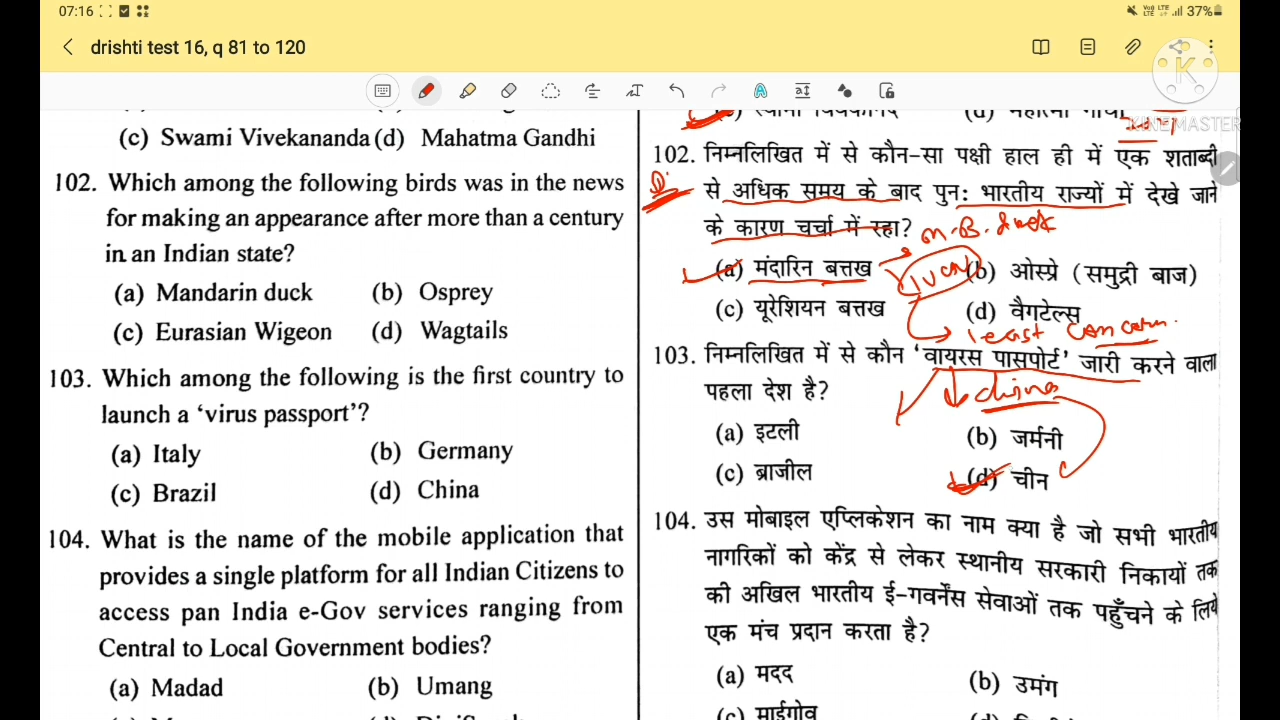 07:16
37%
drishti test 16, q 81 to 120
KINEMASTER
(c) Swami Vivekananda (d) Mahatma Gandhi
102. Which among the following birds was in the news
for making an appearance after more than a century
in an Indian state?
(a) Mandarin duck (b) Osprey
(c) Eurasian Wigeon (d) Wagtails
103. Which among the following is the first country to
launch a ‘virus passport’?
(a) Italy (b) Germany
(c) Brazil (d) China
104. What is the name of the mobile application that
provides a single platform for all Indian Citizens to
access pan India e-Gov services ranging from
Central to Local Government bodies?
(a) Madad (b) Umang
102. निम्नलिखित में से कौन-सा पक्षी हाल ही में एक शताब्दी
से अधिक समय के बाद पुन: भारतीय राज्यों में देखे जाने
के कारण चर्चा में रहा?
M.B. duck
(a) मंदारिन बत्तख (b) ओस्प्रे (समुद्री बाज)
IUCN
(c) यूरेशियन बत्तख (d) वैगटेल्स
least concern.
103. निम्नलिखित में से कौन ‘वायरस पासपोर्ट’ जारी करने वाला
पहला देश है?
china
(a) इटली (b) जर्मनी
(c) ब्राजील (d) चीन
104. उस मोबाइल एप्लिकेशन का नाम क्या है जो सभी भारतीय
नागरिकों को केंद्र से लेकर स्थानीय सरकारी निकायों तक
की अखिल भारतीय ई-गवर्नेंस सेवाओं तक पहुँचने के लिये
एक मंच प्रदान करता है?
(a) मदद (b) उमंग
(c) माईगोव